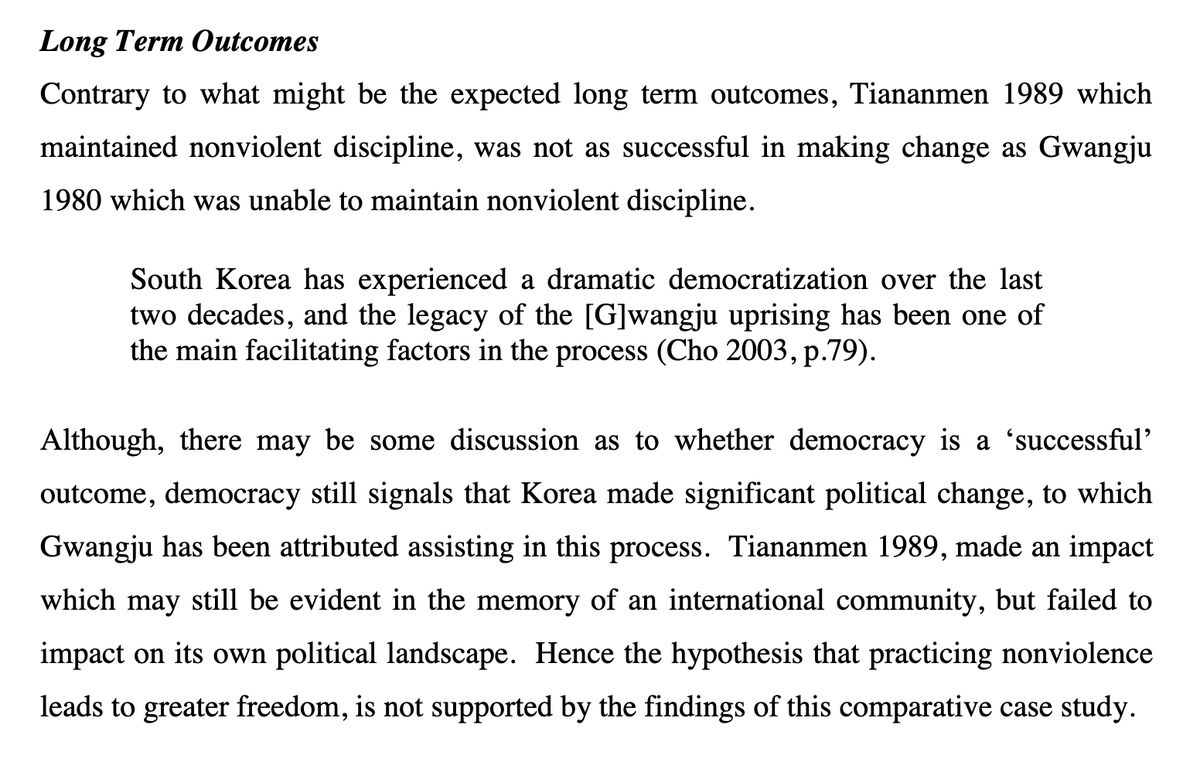 Long Term Outcomes
Contrary to what might be the expected long term outcomes, Tiananmen 1989 which
maintained nonviolent discipline, was not as successful in making change as Gwangju
1980 which was unable to maintain nonviolent discipline.
South Korea has experienced a dramatic democratization over the last
two decades, and the legacy of the [G]wangju uprising has been one of
the main facilitating factors in the process (Cho 2003, p.79).
Although, there may be some discussion as to whether democracy is a ‘successful’
outcome, democracy still signals that Korea made significant political change, to which
Gwangju has been attributed assisting in this process.  Tiananmen 1989, made an impact
which may still be evident in the memory of an international community, but failed to
impact on its own political landscape.  Hence the hypothesis that practicing nonviolence
leads to greater freedom, is not supported by the findings of this comparative case study.